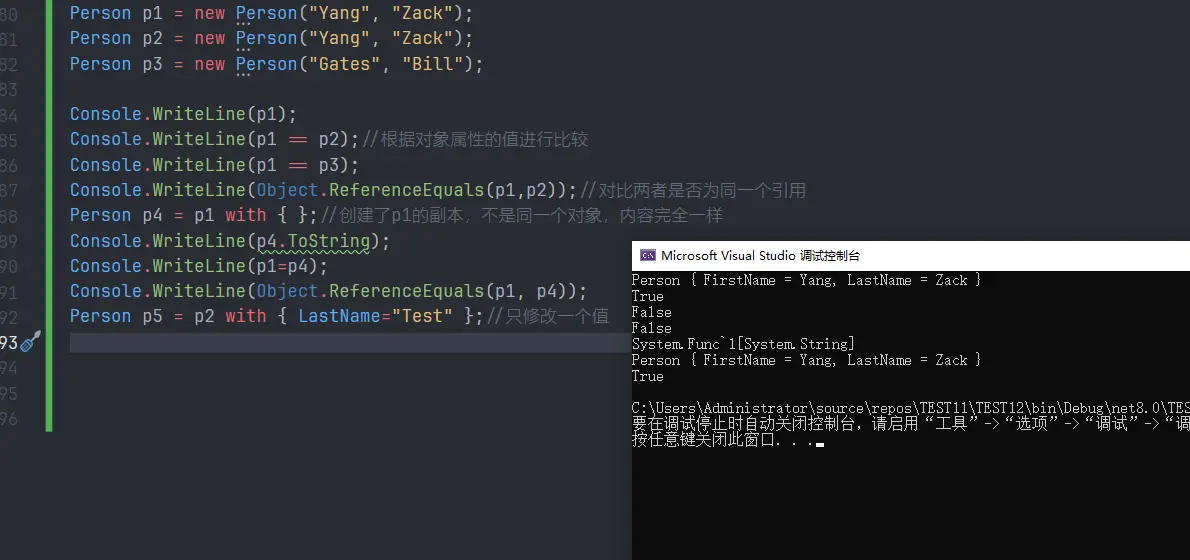 80 Person p1 = new Person("Yang", "Zack");
81 Person p2 = new Person("Yang", "Zack");
82 Person p3 = new Person("Gates", "Bill");
83
84 Console.WriteLine(p1);
85 Console.WriteLine(p1 == p2);//根据对象属性的值进行比较
86 Console.WriteLine(p1 == p3);
87 Console.WriteLine(Object.ReferenceEquals(p1,p2));//对比两者是否为同一个引用
88 Person p4 = p1 with { };//创建了p1的副本，不是同一个对象，内容完全一样
89 Console.WriteLine(p4.ToString);
90 Console.WriteLine(p1=p4);
91 Console.WriteLine(Object.ReferenceEquals(p1, p4));
92 Person p5 = p2 with { LastName="Test" };//只修改一个值
93
94
95
96
Microsoft Visual Studio 调试控制台
Person { FirstName = Yang, LastName = Zack }
True
False
False
System.Func`1[System.String]
Person { FirstName = Yang, LastName = Zack }
True
C:\Users\Administrator\source\repos\TEST11\TEST12\bin\Debug\net8.0\TES
要在调试停止时自动关闭控制台，请启用“工具”->“选项”->“调试”->“调
按任意键关闭此窗口. . .